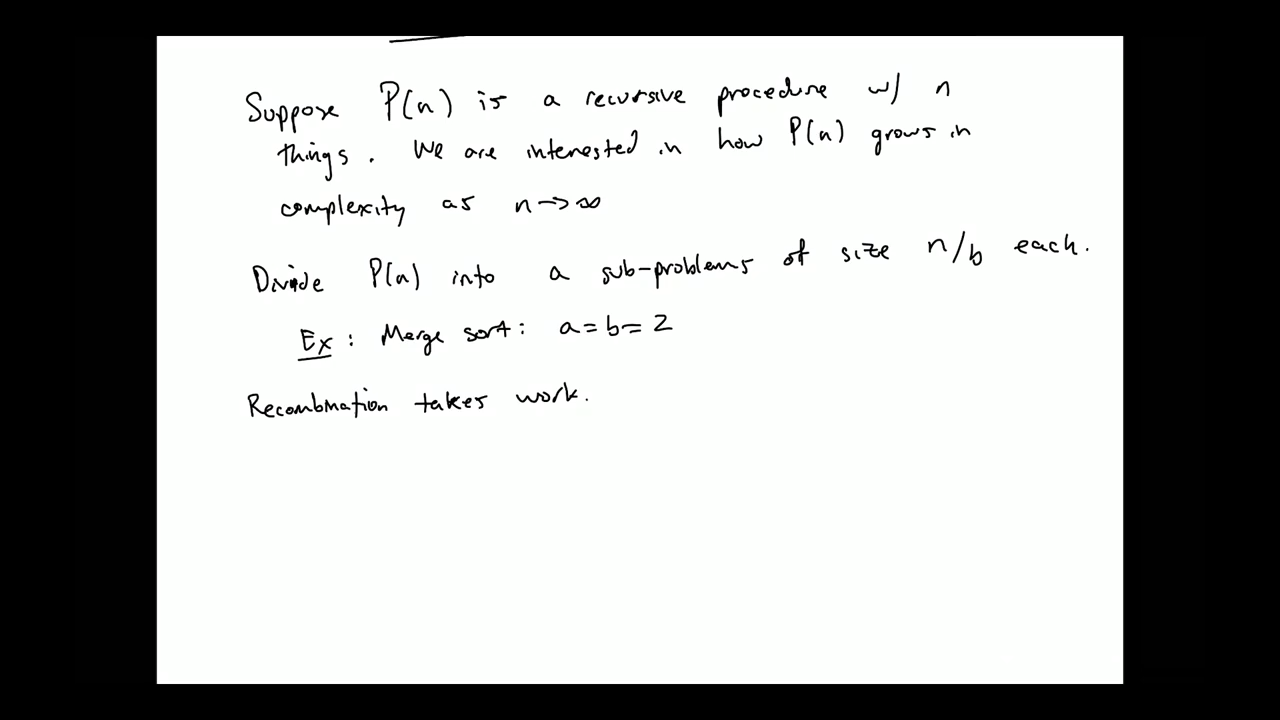 Suppose P(n) is a recursive procedure w/ n
things. We are interested in how P(n) grows in
complexity as n→∞
Divide P(n) into a sub-problems of size n/b each.
Ex: Merge sort: a=b=2
Recombination takes work.